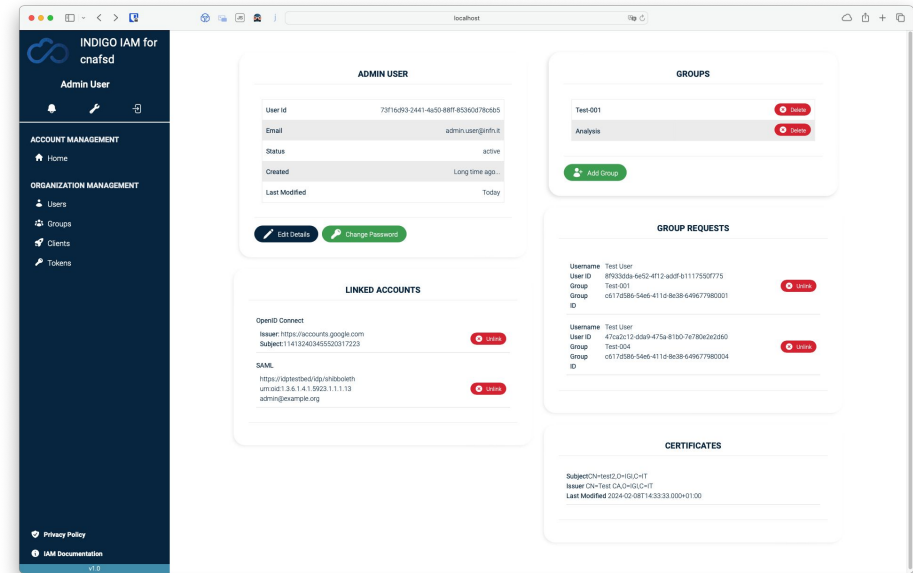 localhost
INDIGO IAM for
cnafsd
Admin User
ACCOUNT MANAGEMENT
Home
ORGANIZATION MANAGEMENT
Users
Groups
Clients
Tokens
Privacy Policy
IAM Documentation
v1.0
ADMIN USER
User Id 73f16d93-2441-4a50-88ff-85360d78c6b5
Email admin.user@infn.it
Status active
Created Long time ago...
Last Modified Today
Edit Details Change Password
LINKED ACCOUNTS
OpenID Connect
Issuer: https://accounts.google.com
Subject:114132403455520317223
Unlink
SAML
https://idptestbed/idp/shibboleth
urn:oid:1.3.6.1.4.1.5923.1.1.1.13
admin@example.org
Unlink
GROUPS
Test-001 Delete
Analysis Delete
Add Group
GROUP REQUESTS
Username Test User
User ID 8f933dda-6e52-4f12-addf-b1117550f775
Group Test-001
Group c617d586-54e6-411d-8e38-649677980001
ID
Unlink
Username Test User
User ID 47ca2c12-dda9-475a-81b0-7e780e2e2d60
Group Test-004
Group c617d586-54e6-411d-8e38-649677980004
ID
Unlink
CERTIFICATES
SubjectCN=test2,O=IGI,C=IT
Issuer CN=Test CA,O=IGI,C=IT
Last Modified 2024-02-08T14:33:33.000+01:00